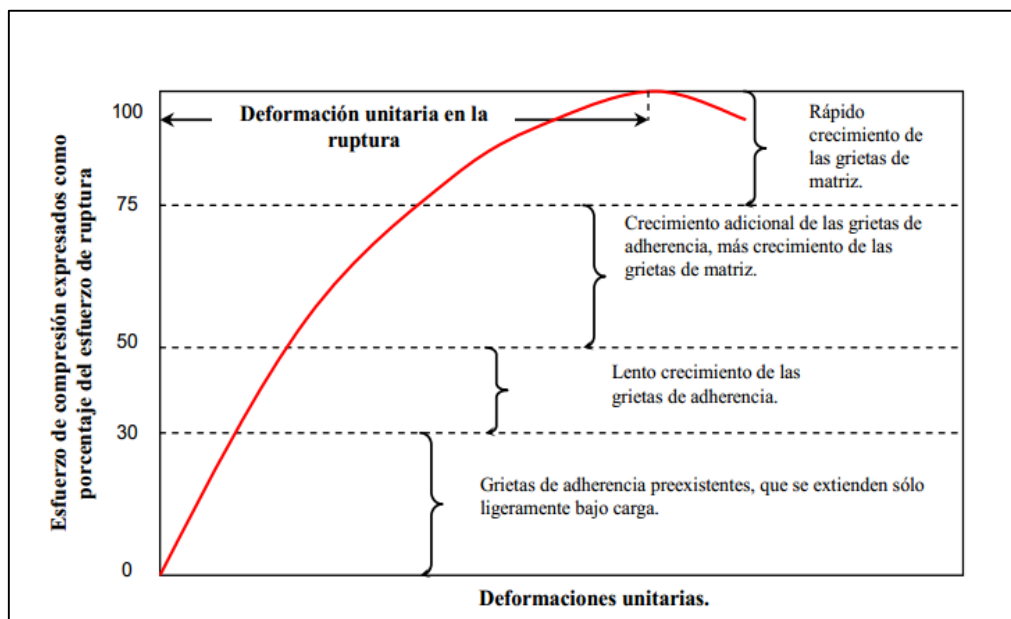 100
Deformación unitaria en la
ruptura
Rápido
crecimiento de
las grietas de
matriz.
75
Crecimiento adicional de las grietas de
adherencia, más crecimiento de las
grietas de matriz.
Esfuerzo de compresión expresados como
porcentaje del esfuerzo de ruptura
50
Lento crecimiento de las
grietas de adherencia.
30
Grietas de adherencia preexistentes, que se extienden sólo
ligeramente bajo carga.
0
Deformaciones unitarias.